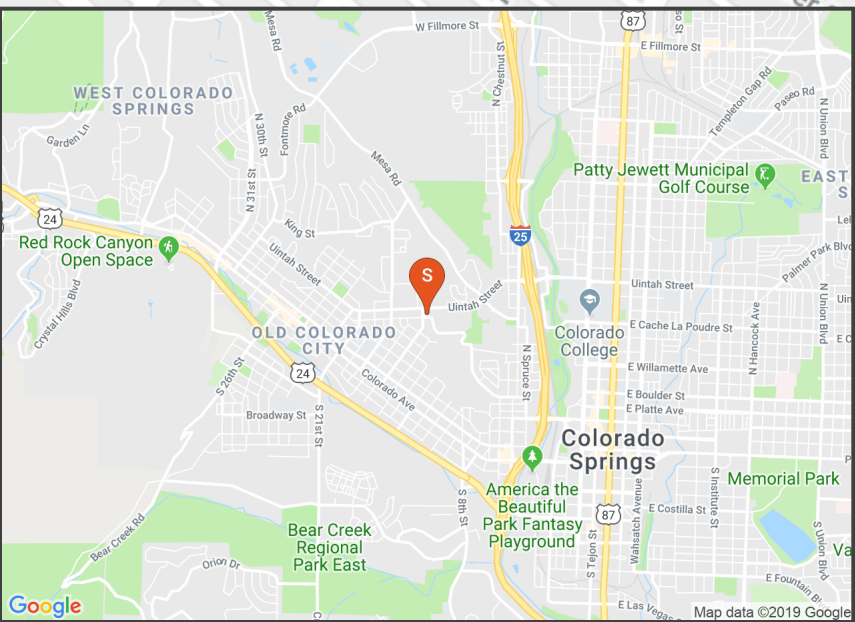 87
W Fillmore St
E Fillmore St
Mesa Rd
N Chestnut St
WEST COLORADO
SPRINGS
Templeton Gap Rd
Paseo Rd
N Union Blvd
Garden Ln
N 30th St
Fontmore Rd
Mesa Rd
Patty Jewett Municipal
Golf Course
EAST
S
N 31st St
24
King St
25
Red Rock Canyon
Open Space
Uintah Street
Palmer Park Blvd
S
Uintah Street
Uintah Street
Crystal Hills Blvd
N Union Blvd
OLD COLORADO
CITY
Colorado
College
E Cache La Poudre St
N Hancock Ave
24
N Spruce St
E Willamette Ave
S 26th St
Colorado Ave
E Boulder St
E Platte Ave
Broadway St
S 21st St
Colorado
Springs
Memorial Park
America the
Beautiful
Park Fantasy
Playground
S 8th St
87
E Costilla St
S Institute St
Wahsatch Avenue
Bear Creek
Regional
Park East
Bear Creek Rd
Orion Dr
S Tejon St
S Union Blvd
Va
E Fountain Bl
E Las Vegas S
Google
Map data ©2019 Google